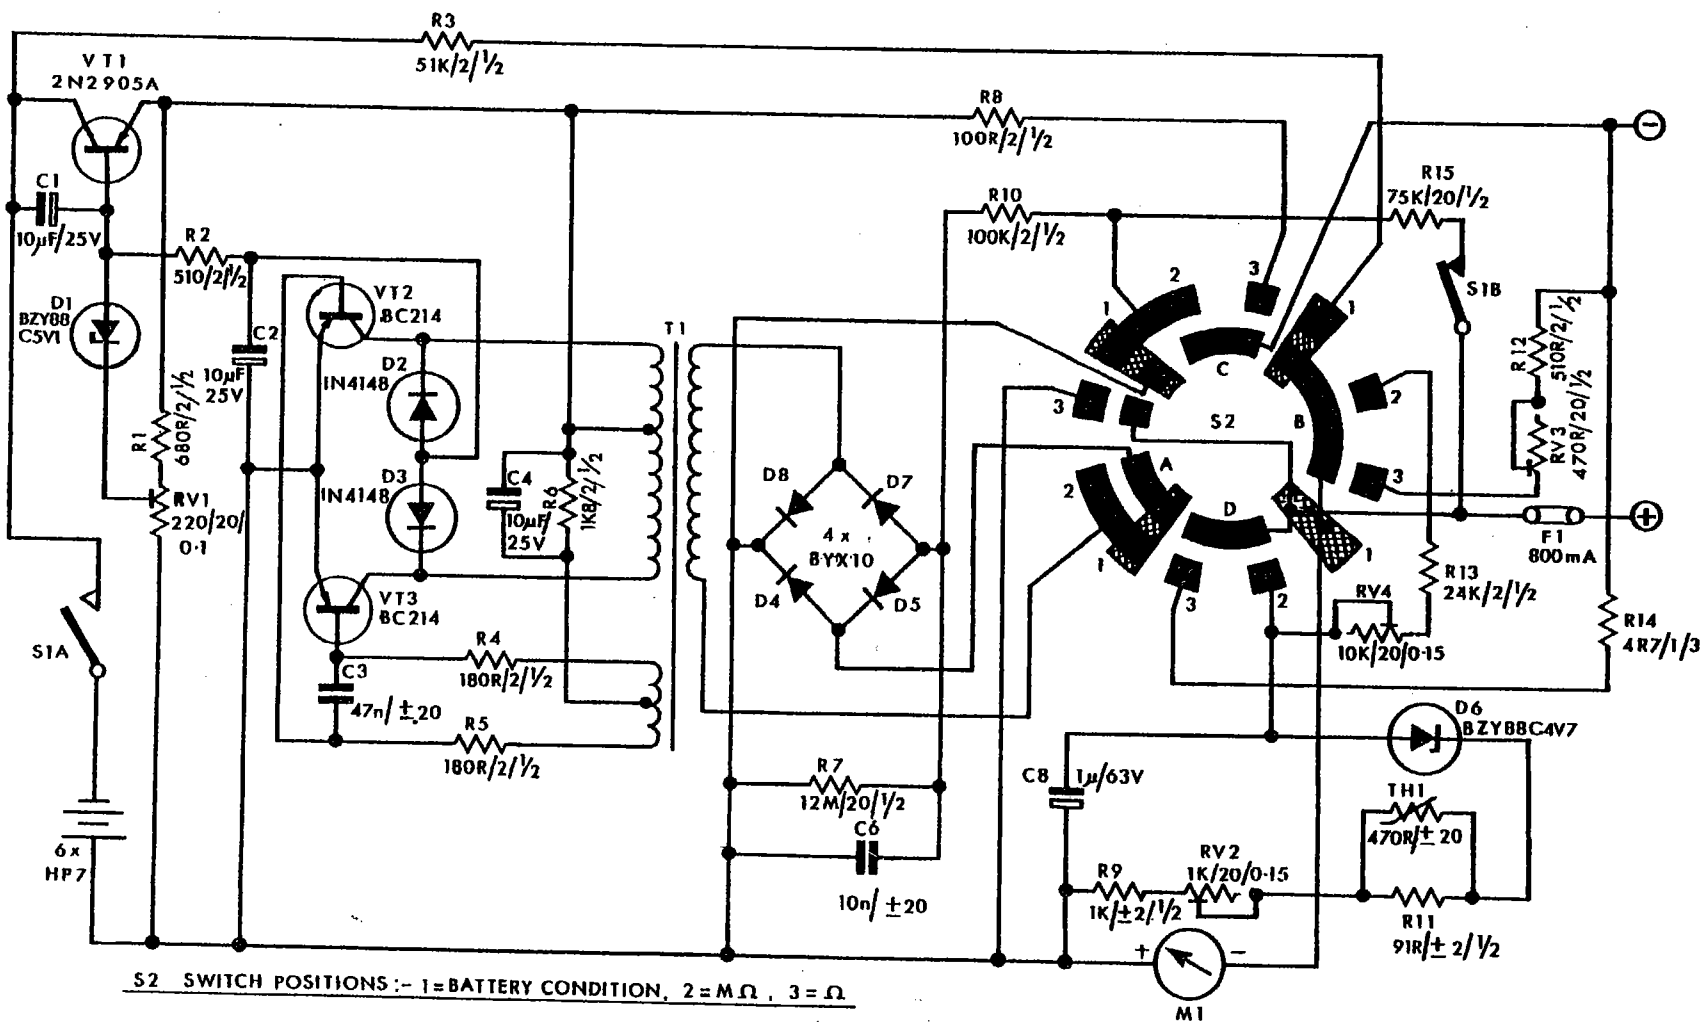 R3
51K/2/½
VT1
2N2905A
R8
100R/2/½
−
C1
10µF/25V
R2
510/2/½
R10
100K/2/½
R15
75K/20/½
S1B
D1
BZY88
C5V1
VT2
BC214
C2
10µF
25V
T1
D2
1N4148
2
3
1
1
C
3
S2
B
2
R12
510R/2/½
RV3
470R/20/½
R1
680R/2/½
RV1
220/20/
0·1
D3
1N4148
C4
10µF/
25V
R6
1K8/2/½
D8
D7
4 x
BYX10
D4
D5
A
2
D
3
1
1
3
2
F1
800mA
+
VT3
BC214
S1A
R4
180R/2/½
C3
47n/±20
R5
180R/2/½
RV4
10K/20/0·15
R13
24K/2/½
R14
4R7/1/3
D6
BZY88C4V7
R7
12M/20/½
C6
10n/±20
C8
1µ/63V
TH1
470R/±20
6x
HP7
R9
1K/±2/½
RV2
1K/20/0·15
R11
91R/±2/½
+
−
M1
S2 SWITCH POSITIONS:- 1=BATTERY CONDITION, 2=MΩ, 3=Ω